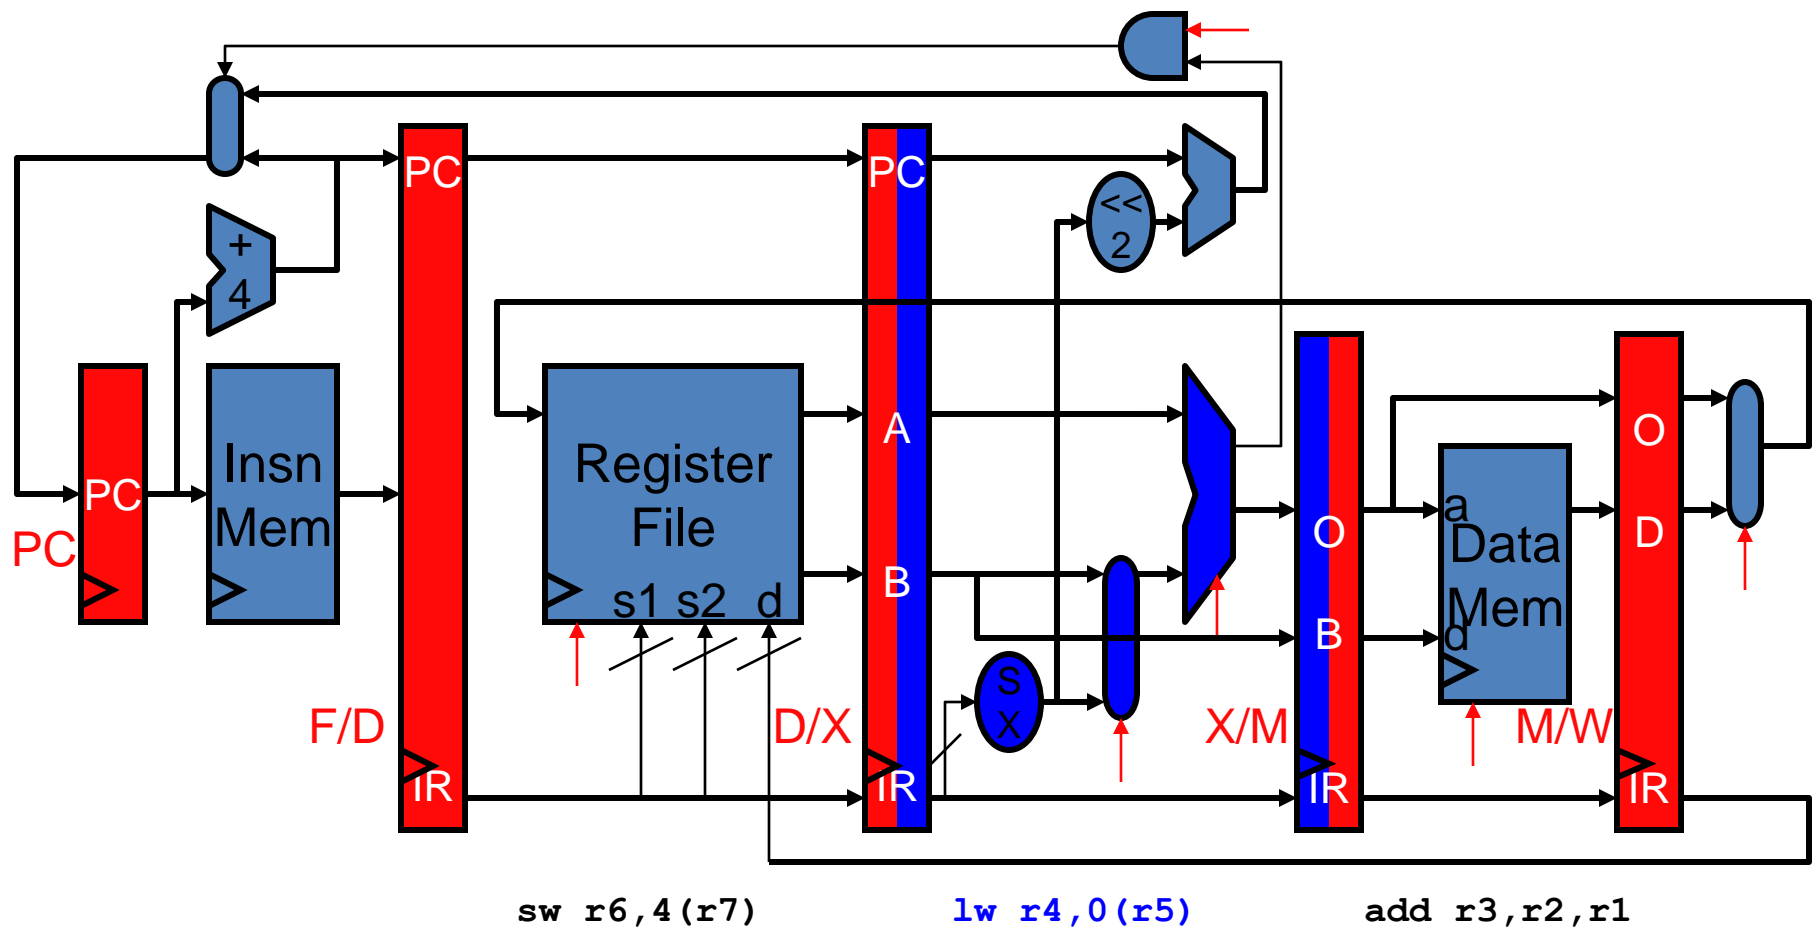 PC
PC
<<
2
+
4
A
O
Insn
Mem
Register
File
PC
a
Data
Mem
d
O
D
PC
B
B
s1 s2 d
S
X
F/D
D/X
X/M
M/W
IR
IR
IR
IR
sw r6,4(r7)
lw r4,0(r5)
add r3,r2,r1